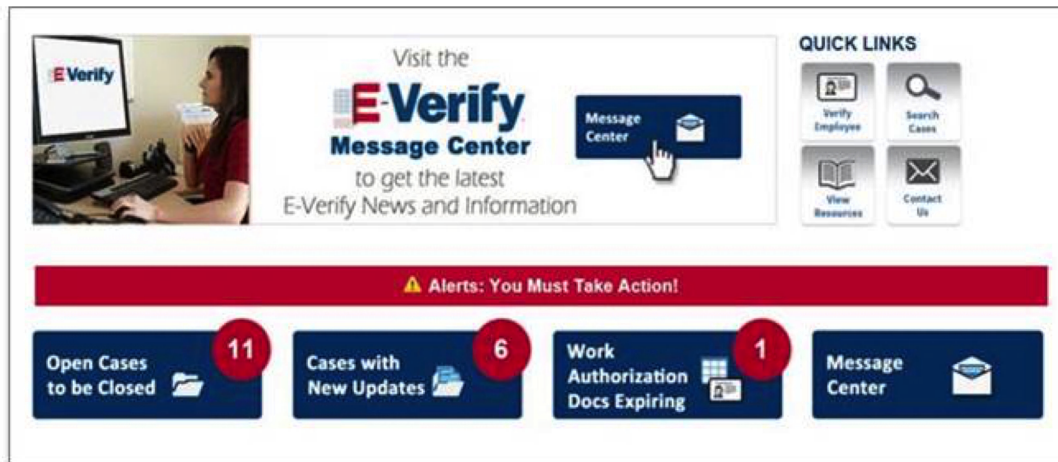 E-Verify
Visit the
E-Verify
Message Center
to get the latest
E-Verify News and Information
Message
Center
QUICK LINKS
Verify
Employee
Search
Cases
View
Resources
Contact
Us
Alerts: You Must Take Action!
Open Cases
to be Closed
11
Cases with
New Updates
6
Work
Authorization
Docs Expiring
1
Message
Center